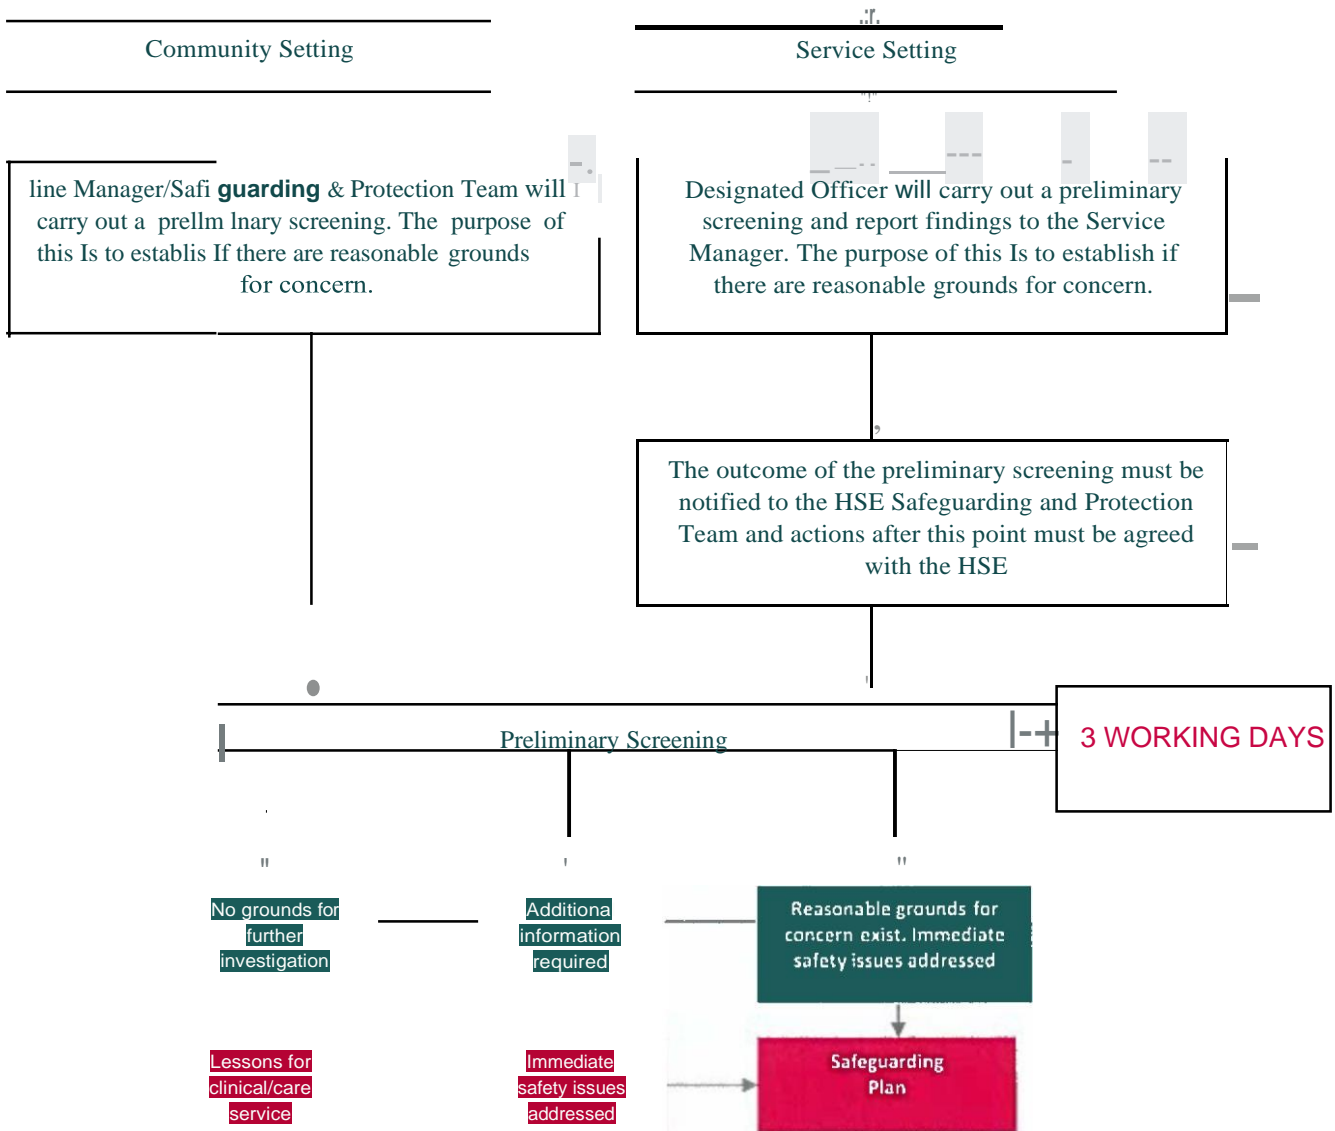 Community Setting
Service Setting
line Manager/Safi guarding & Protection Team will I
carry out a prellm lnary screening. The purpose of
this Is to establis If there are reasonable grounds
for concern.
Designated Officer will carry out a preliminary
screening and report findings to the Service
Manager. The purpose of this Is to establish if
there are reasonable grounds for concern.
The outcome of the preliminary screening must be
notified to the HSE Safeguarding and Protection
Team and actions after this point must be agreed
with the HSE
Preliminary Screening
3 WORKING DAYS
No grounds for
further
investigation
Additiona
information
required
Reasonable grounds for
concern exist. Immediate
safety issues addressed
Lessons for
clinical/care
service
Immediate
safety issues
addressed
Safeguarding
Plan